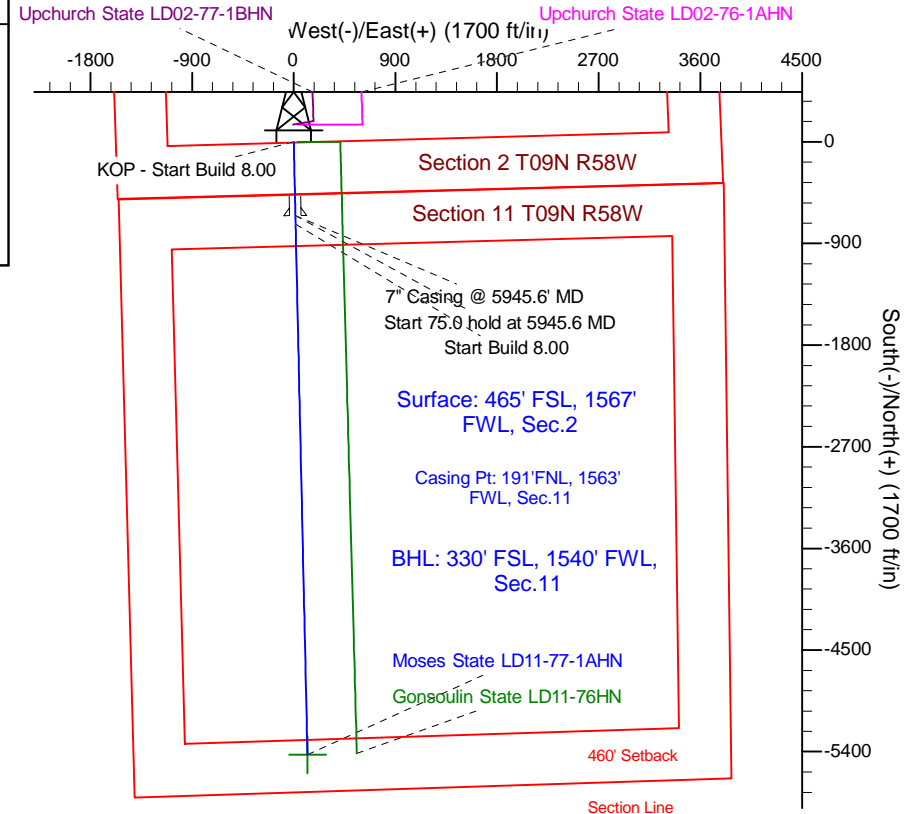 Upchurch State LD02-77-1BHN
Upchurch State LD02-76-1AHN
West(-)/East(+) (1700 ft/in)
-1800 -900 0 900 1800 2700 3600 4500
0
KOP - Start Build 8.00
Section 2 T09N R58W
Section 11 T09N R58W
-900
7" Casing @ 5945.6' MD
Start 75.0 hold at 5945.6 MD
Start Build 8.00
-1800
South(-)/North(+) (1700 ft/in)
Surface: 465' FSL, 1567'
FWL, Sec.2
-2700
Casing Pt: 191'FNL, 1563'
FWL, Sec.11
-3600
BHL: 330' FSL, 1540' FWL,
Sec.11
-4500
Moses State LD11-77-1AHN
Gonsoulin State LD11-76HN
-5400
460' Setback
Section Line